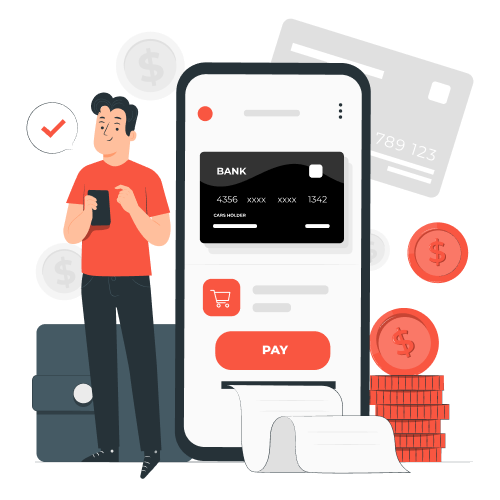 789 123
BANK
4356 xxxx xxxx 1342
CARS HOLDER
PAY
$
$
$
$
$